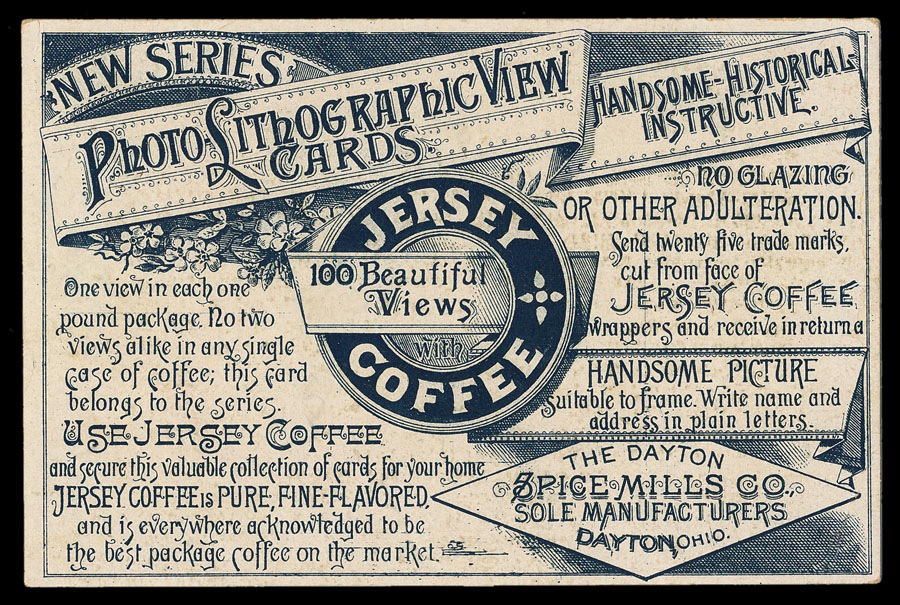 NEW SERIES
PHOTO-LITHOGRAPHIC VIEW
CARDS
HANDSOME-HISTORICAL
INSTRUCTIVE.
NO GLAZING
OR OTHER ADULTERATION.
Send twenty five trade marks,
cut from face of
JERSEY COFFEE
wrappers and receive in return a
HANDSOME PICTURE
suitable to frame. Write name and
address in plain letters.
JERSEY
100 Beautiful
Views
with
COFFEE
One view in each one
pound package. No two
views alike in any single
case of coffee; this card
belongs to the series.
USE JERSEY COFFEE
and secure this valuable collection of cards for your home
JERSEY COFFEE IS PURE, FINE-FLAVORED,
and is everywhere acknowledged to be
the best package coffee on the market
THE DAYTON
SPICE MILLS CO.,
SOLE MANUFACTURERS
DAYTON, OHIO.